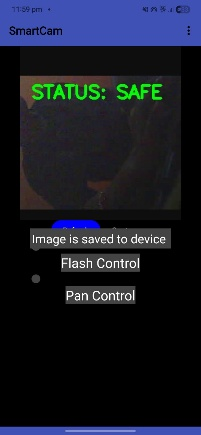 11:59 pm
SmartCam
STATUS: SAFE
Image is saved to device
Flash Control
Pan Control